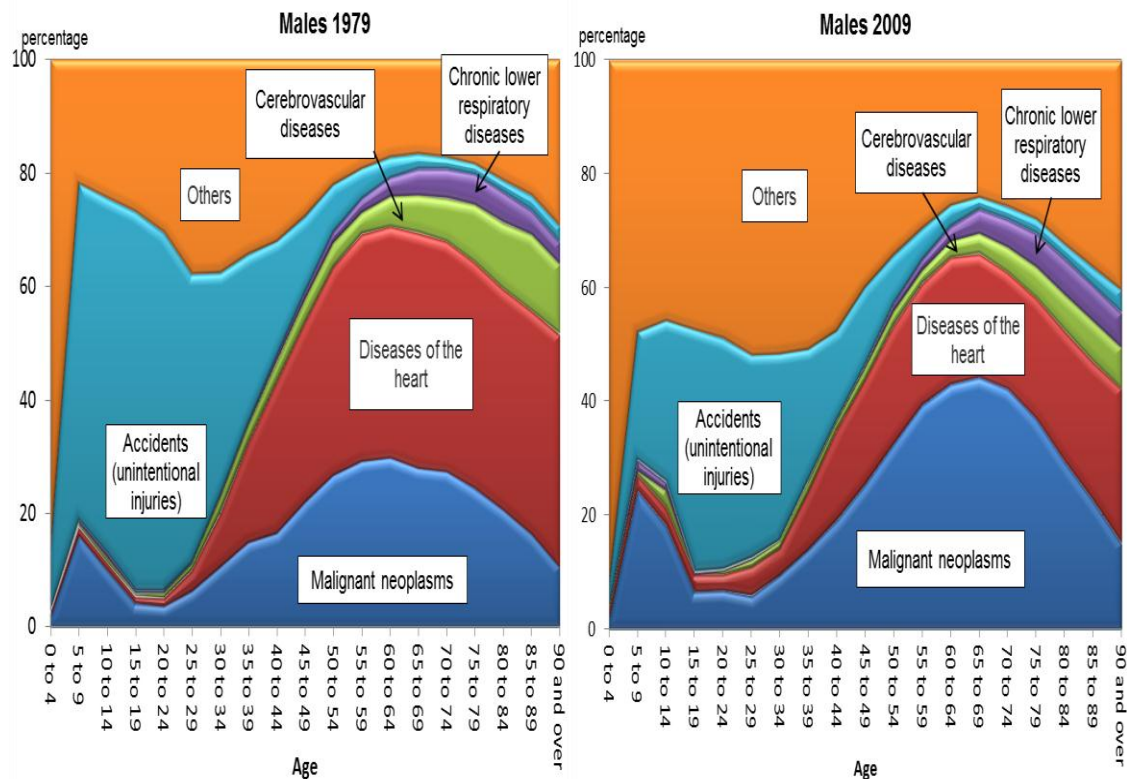 Males 1979
percentage
100
80
60
40
20
0
Cerebrovascular
diseases
Chronic lower
respiratory
diseases
Others
Diseases of the
heart
Accidents
(unintentional
injuries)
Malignant neoplasms
0 to 4
5 to 9
10 to 14
15 to 19
20 to 24
25 to 29
30 to 34
35 to 39
40 to 44
45 to 49
50 to 54
55 to 59
60 to 64
65 to 69
70 to 74
75 to 59
80 to 84
85 to 89
90 and over
Age
Males 2009
percentage
100
80
60
40
20
0
Cerebrovascular
diseases
Chronic lower
respiratory
diseases
Others
Diseases of the
heart
Accidents
(unintentional
injuries)
Malignant neoplasms
0 to 4
5 to 9
10 to 14
15 to 19
20 to 24
25 to 29
30 to 34
35 to 39
40 to 44
45 to 49
50 to 54
55 to 59
60 to 64
65 to 69
70 to 74
75 to 79
80 to 84
85 to 89
90 and over
Age